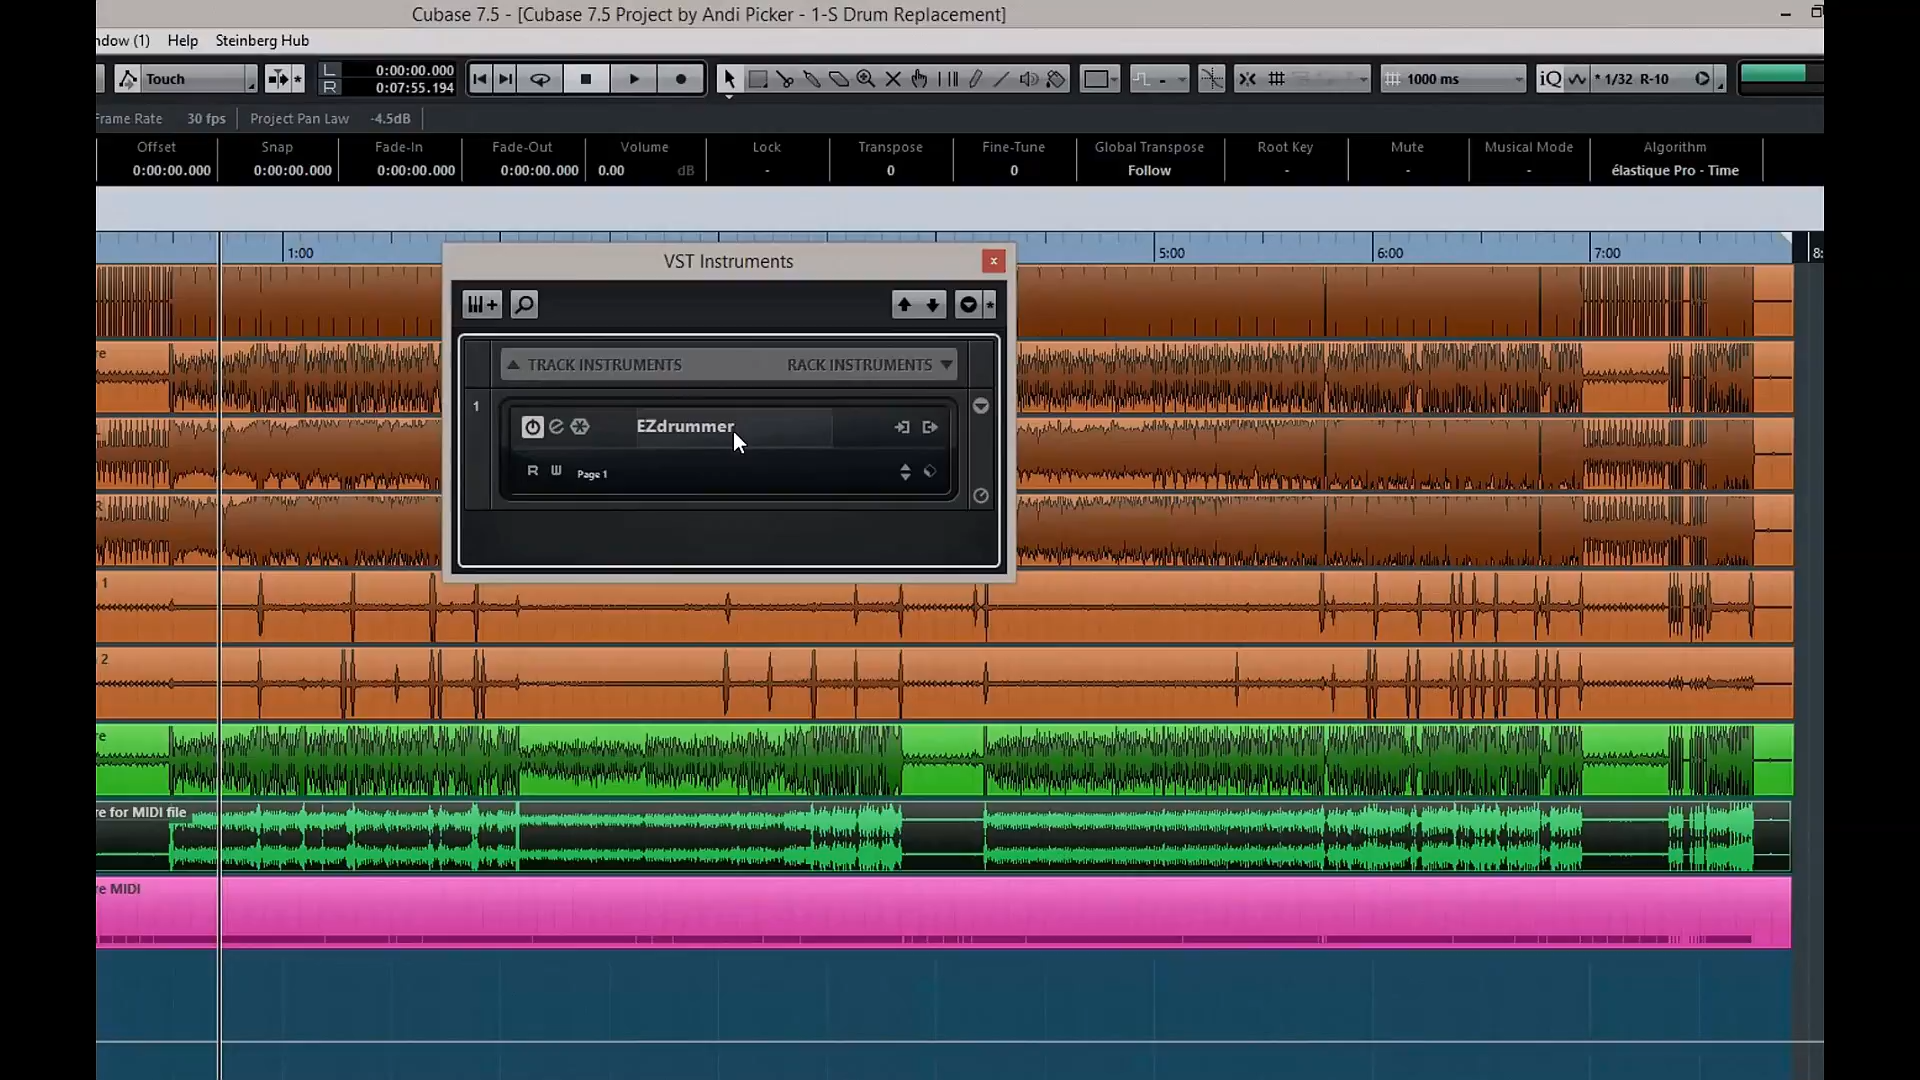 Cubase 7.5 - [Cubase 7.5 Project by Andi Picker - 1-S Drum Replacement]
ndow (1) Help Steinberg Hub
Touch L 0:00:00.000 1000 ms iQ * 1/32 R-10
R 0:07:55.194
Frame Rate 30 fps Project Pan Law -4.5dB
Offset Snap Fade-In Fade-Out Volume Lock Transpose Fine-Tune Global Transpose Root Key Mute Musical Mode Algorithm
0:00:00.000 0:00:00.000 0:00:00.000 0:00:00.000 0.00 dB - 0 0 Follow - - - élastique Pro - Time
1:00 5:00 6:00 7:00 8:
VST Instruments
TRACK INSTRUMENTS RACK INSTRUMENTS
1
EZdrummer
R W Page 1
re
R
1
2
re
re for MIDI file
re MIDI